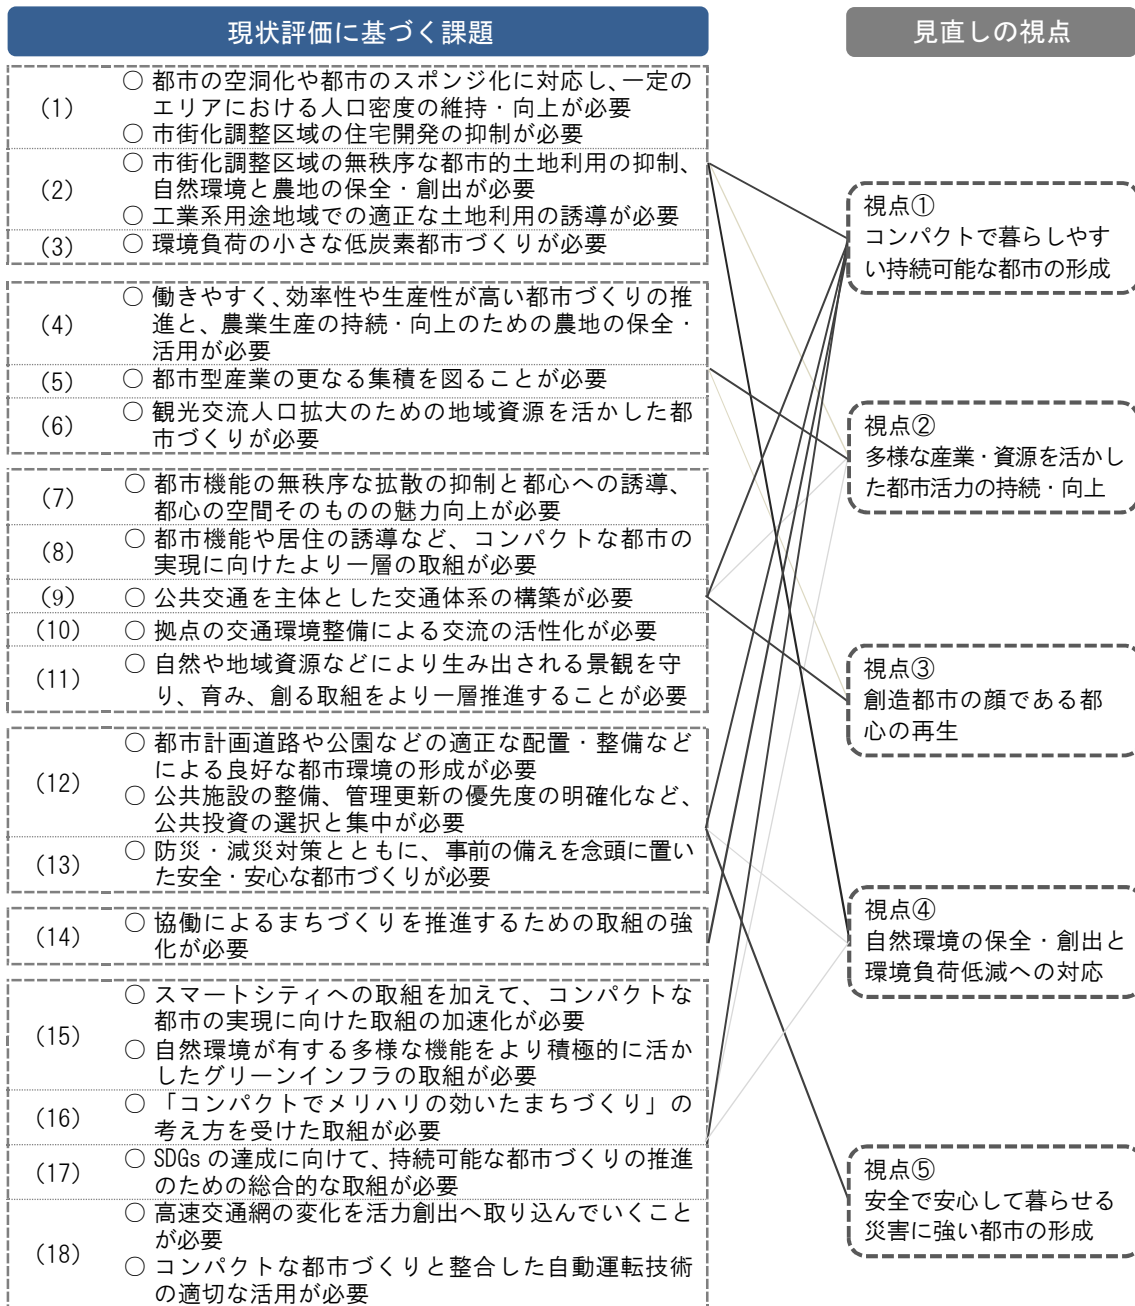 現状評価に基づく課題
見直しの視点
(1)
○ 都市の空洞化や都市のスポンジ化に対応し、一定の
エリアにおける人口密度の維持・向上が必要
○ 市街化調整区域の住宅開発の抑制が必要
(2)
○ 市街化調整区域の無秩序な都市的土地利用の抑制、
自然環境と農地の保全・創出が必要
○ 工業系用途地域での適正な土地利用の誘導が必要
(3)
○ 環境負荷の小さな低炭素都市づくりが必要
(4)
○ 働きやすく、効率性や生産性が高い都市づくりの推
進と、農業生産の持続・向上のための農地の保全・
活用が必要
(5)
○ 都市型産業の更なる集積を図ることが必要
(6)
○ 観光交流人口拡大のための地域資源を活かした都
市づくりが必要
(7)
○ 都市機能の無秩序な拡散の抑制と都心への誘導、
都心の空間そのものの魅力向上が必要
(8)
○ 都市機能や居住の誘導など、コンパクトな都市の
実現に向けたより一層の取組が必要
(9)
○ 公共交通を主体とした交通体系の構築が必要
(10)
○ 拠点の交通環境整備による交流の活性化が必要
(11)
○ 自然や地域資源などにより生み出される景観を守
り、育み、創る取組をより一層推進することが必要
(12)
○ 都市計画道路や公園などの適正な配置・整備など
による良好な都市環境の形成が必要
○ 公共施設の整備、管理更新の優先度の明確化など、
公共投資の選択と集中が必要
(13)
○ 防災・減災対策とともに、事前の備えを念頭に置い
た安全・安心な都市づくりが必要
(14)
○ 協働によるまちづくりを推進するための取組の強
化が必要
(15)
○ スマートシティへの取組を加えて、コンパクトな
都市の実現に向けた取組の加速化が必要
○ 自然環境が有する多様な機能をより積極的に活か
したグリーンインフラの取組が必要
(16)
○ 「コンパクトでメリハリの効いたまちづくり」の
考え方を受けた取組が必要
(17)
○ SDGs の達成に向けて、持続可能な都市づくりの推進
のための総合的な取組が必要
(18)
○ 高速交通網の変化を活力創出へ取り込んでいくこと
が必要
○ コンパクトな都市づくりと整合した自動運転技術
の適切な活用が必要
視点①
コンパクトで暮らしやす
い持続可能な都市の形成
視点②
多様な産業・資源を活かし
た都市活力の持続・向上
視点③
創造都市の顔である都
心の再生
視点④
自然環境の保全・創出と
環境負荷低減への対応
視点⑤
安全で安心して暮らせる
災害に強い都市の形成